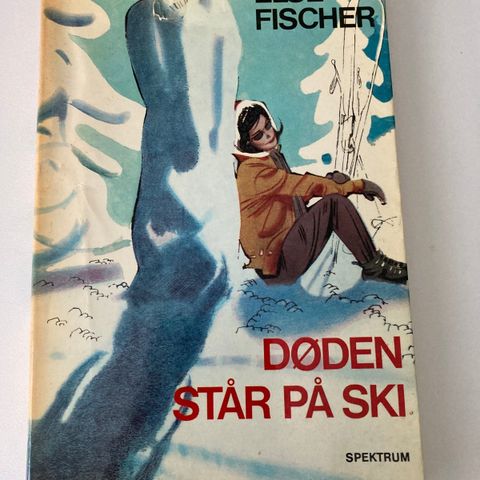 FISCHER
DØDEN
STÅR PÅ SKI
SPEKTRUM